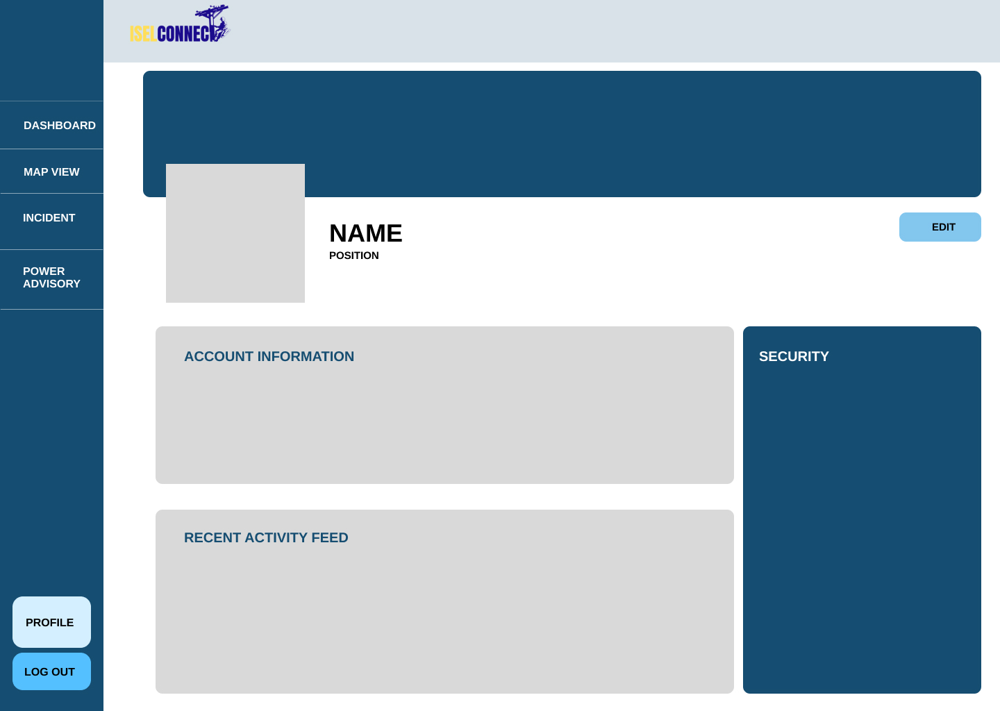 ISELCONNECT
DASHBOARD
MAP VIEW
INCIDENT
POWER
ADVISORY
PROFILE
LOG OUT
NAME
POSITION
EDIT
ACCOUNT INFORMATION
SECURITY
RECENT ACTIVITY FEED